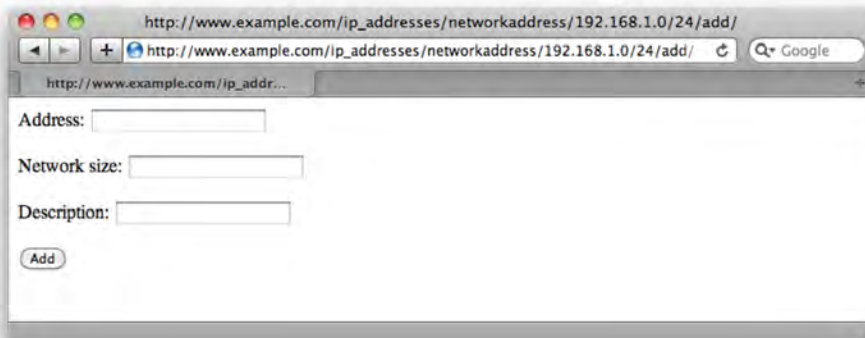 http://www.example.com/ip_addresses/networkaddress/192.168.1.0/24/add/
http://www.example.com/ip_addresses/networkaddress/192.168.1.0/24/add/ Google
http://www.example.com/ip_addr...
Address:
Network size:
Description:
Add